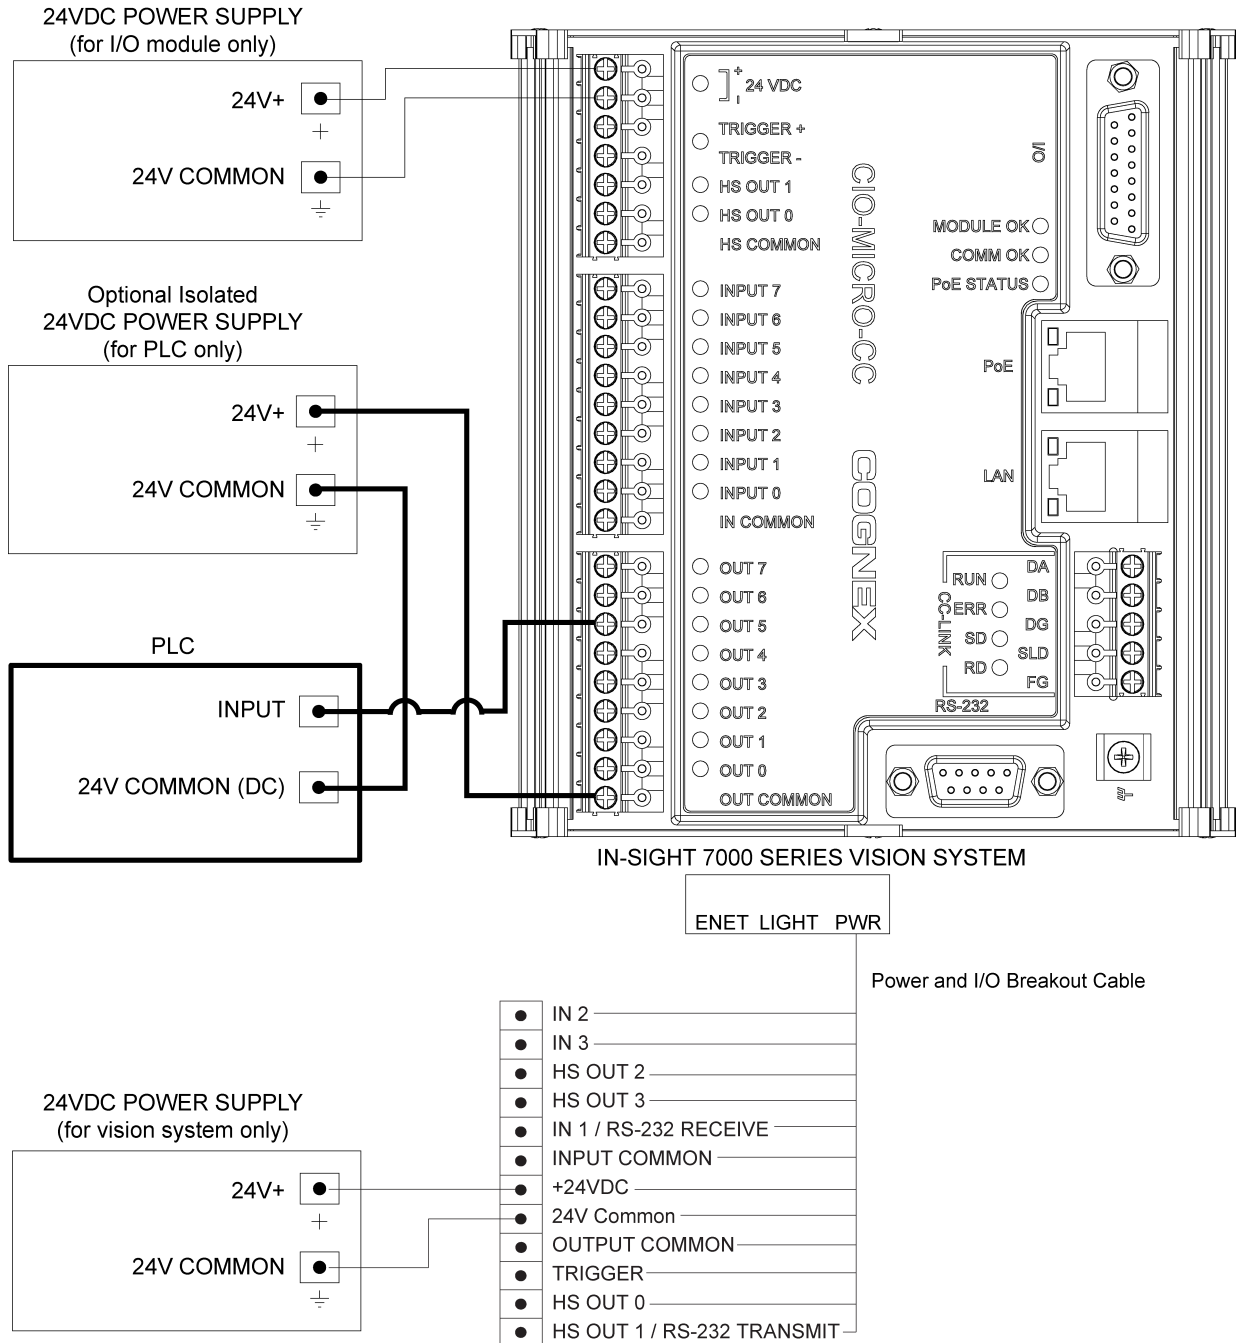 24VDC POWER SUPPLY
(for I/O module only)
24V+
24V COMMON
Optional Isolated
24VDC POWER SUPPLY
(for PLC only)
24V+
24V COMMON
PLC
INPUT
24V COMMON (DC)
24 VDC
TRIGGER +
TRIGGER -
HS OUT 1
HS OUT 0
HS COMMON
INPUT 7
INPUT 6
INPUT 5
INPUT 4
INPUT 3
INPUT 2
INPUT 1
INPUT 0
IN COMMON
OUT 7
OUT 6
OUT 5
OUT 4
OUT 3
OUT 2
OUT 1
OUT 0
OUT COMMON
CIO-MICRO-CC
COGNEX
I/O
MODULE OK
COMM OK
PoE STATUS
PoE
LAN
CC-LINK
RUN
ERR
SD
RD
DA
DB
DG
SLD
FG
RS-232
IN-SIGHT 7000 SERIES VISION SYSTEM
ENET LIGHT PWR
Power and I/O Breakout Cable
IN 2
IN 3
HS OUT 2
HS OUT 3
IN 1 / RS-232 RECEIVE
INPUT COMMON
+24VDC
24V Common
OUTPUT COMMON
TRIGGER
HS OUT 0
HS OUT 1 / RS-232 TRANSMIT
24VDC POWER SUPPLY
(for vision system only)
24V+
24V COMMON